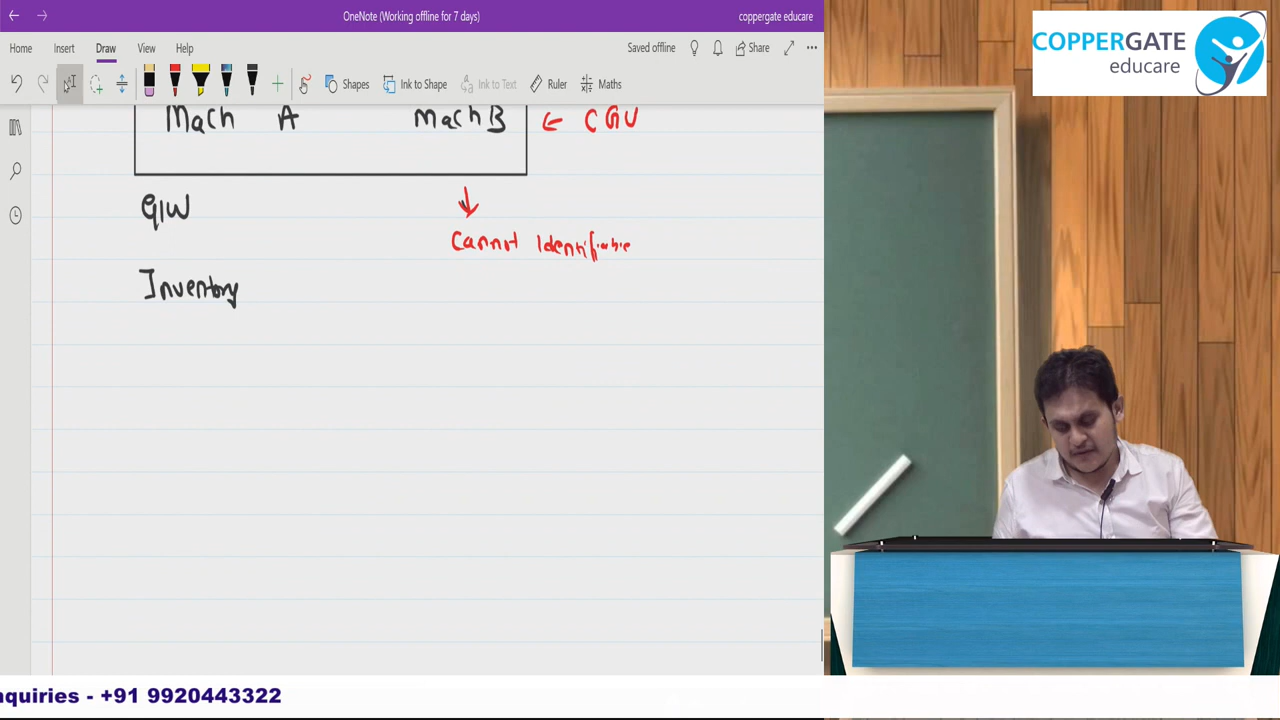 OneNote (Working offline for 7 days)
coppergate educare
Home Insert Draw View Help
Saved offline Share
Shapes Ink to Shape Ink to Text Ruler Maths
Mach A Mach B ← CGU
G/W
↓
Cannot Identifiable
Inventory
COPPERGATE
educare
nquiries - +91 9920443322